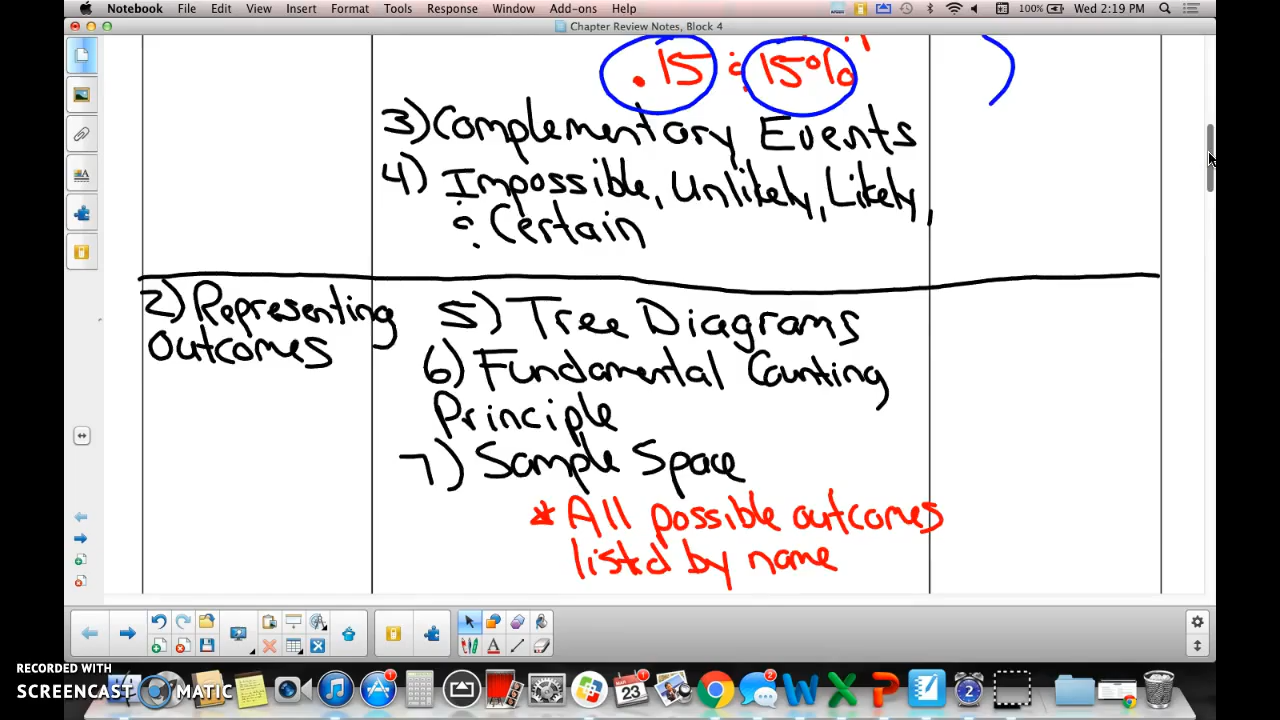 Notebook File Edit View Insert Format Tools Response Window Add-ons Help 100% Wed 2:19 PM
Chapter Review Notes, Block 4
.15 15%
3) Complementary Events
4) Impossible, Unlikely, Likely,
Certain
2) Representing
Outcomes
5) Tree Diagrams
6) Fundamental Counting
Principle
7) Sample Space
* All possible outcomes
listed by name
RECORDED WITH
SCREENCAST MATIC